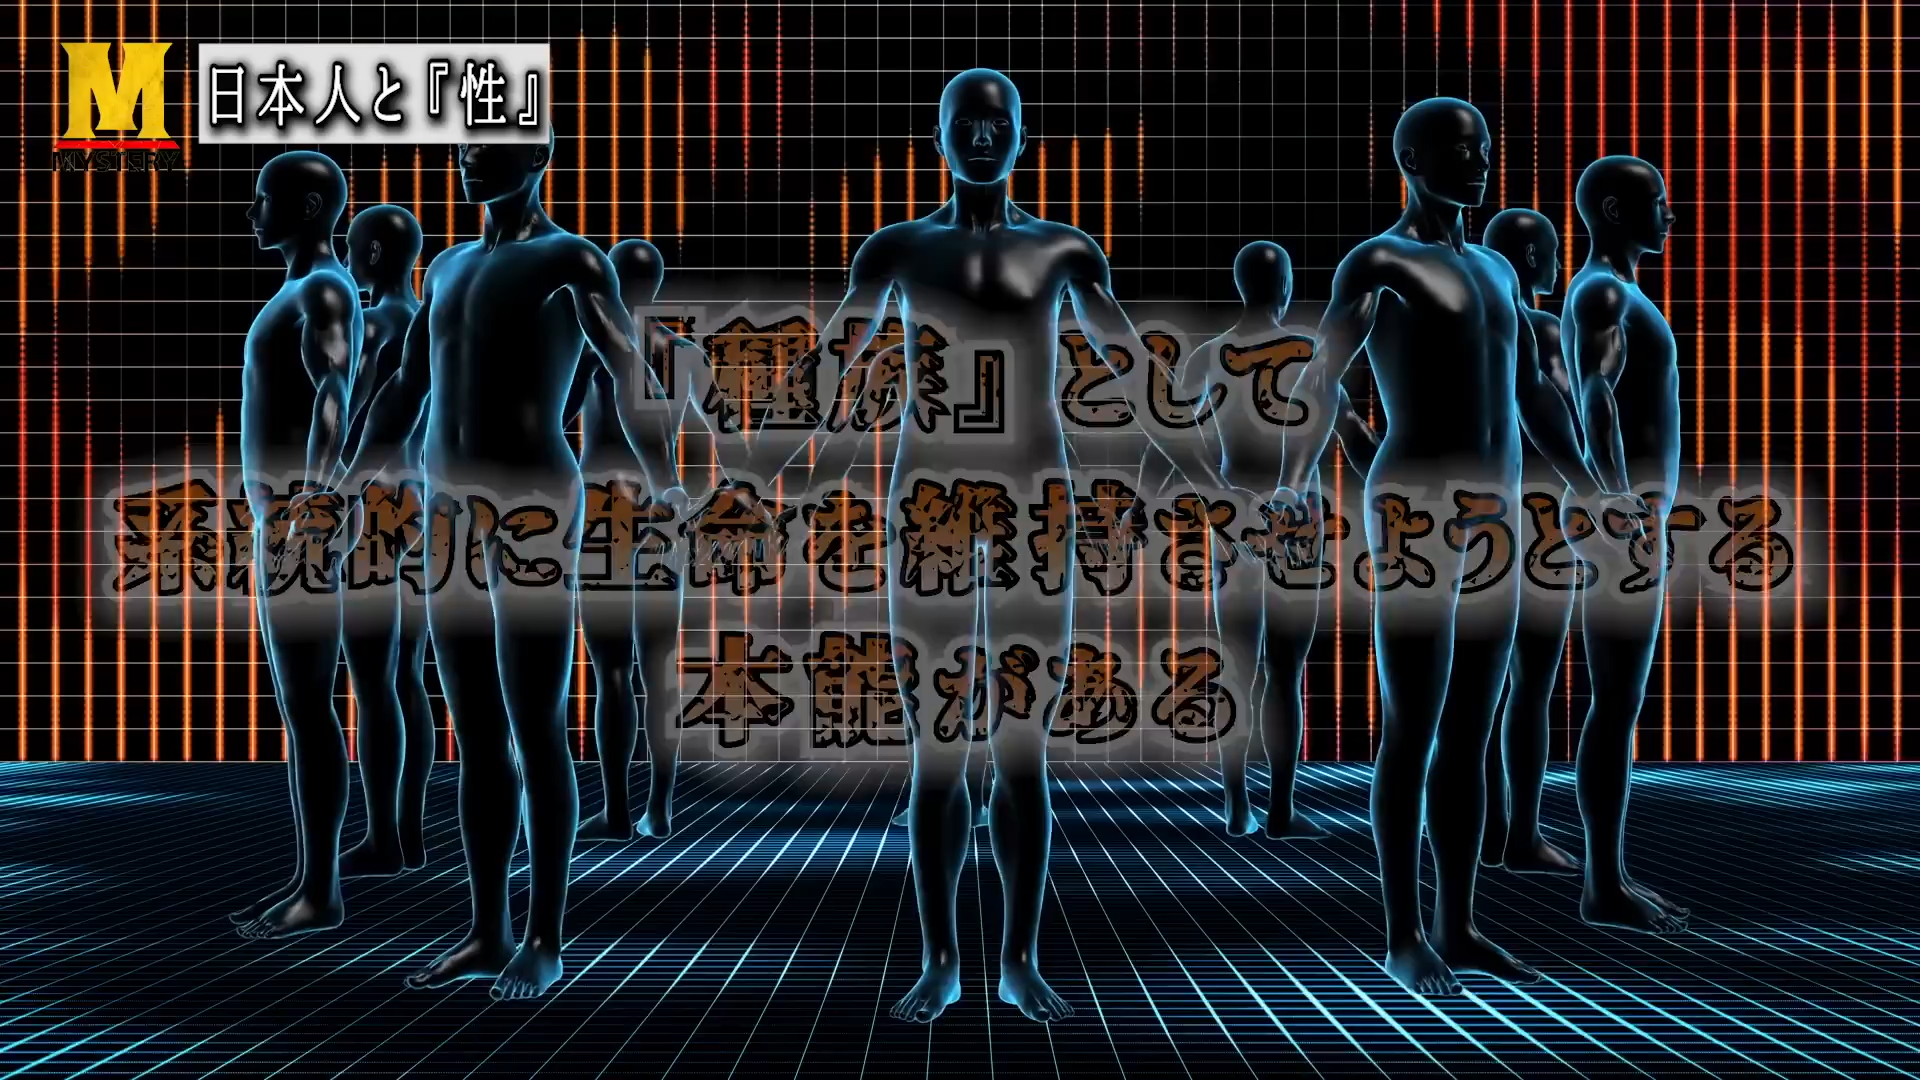 M
MYSTERY
日本人と『性』
『種族』として
系統的に生命を維持させようとする
本能がある